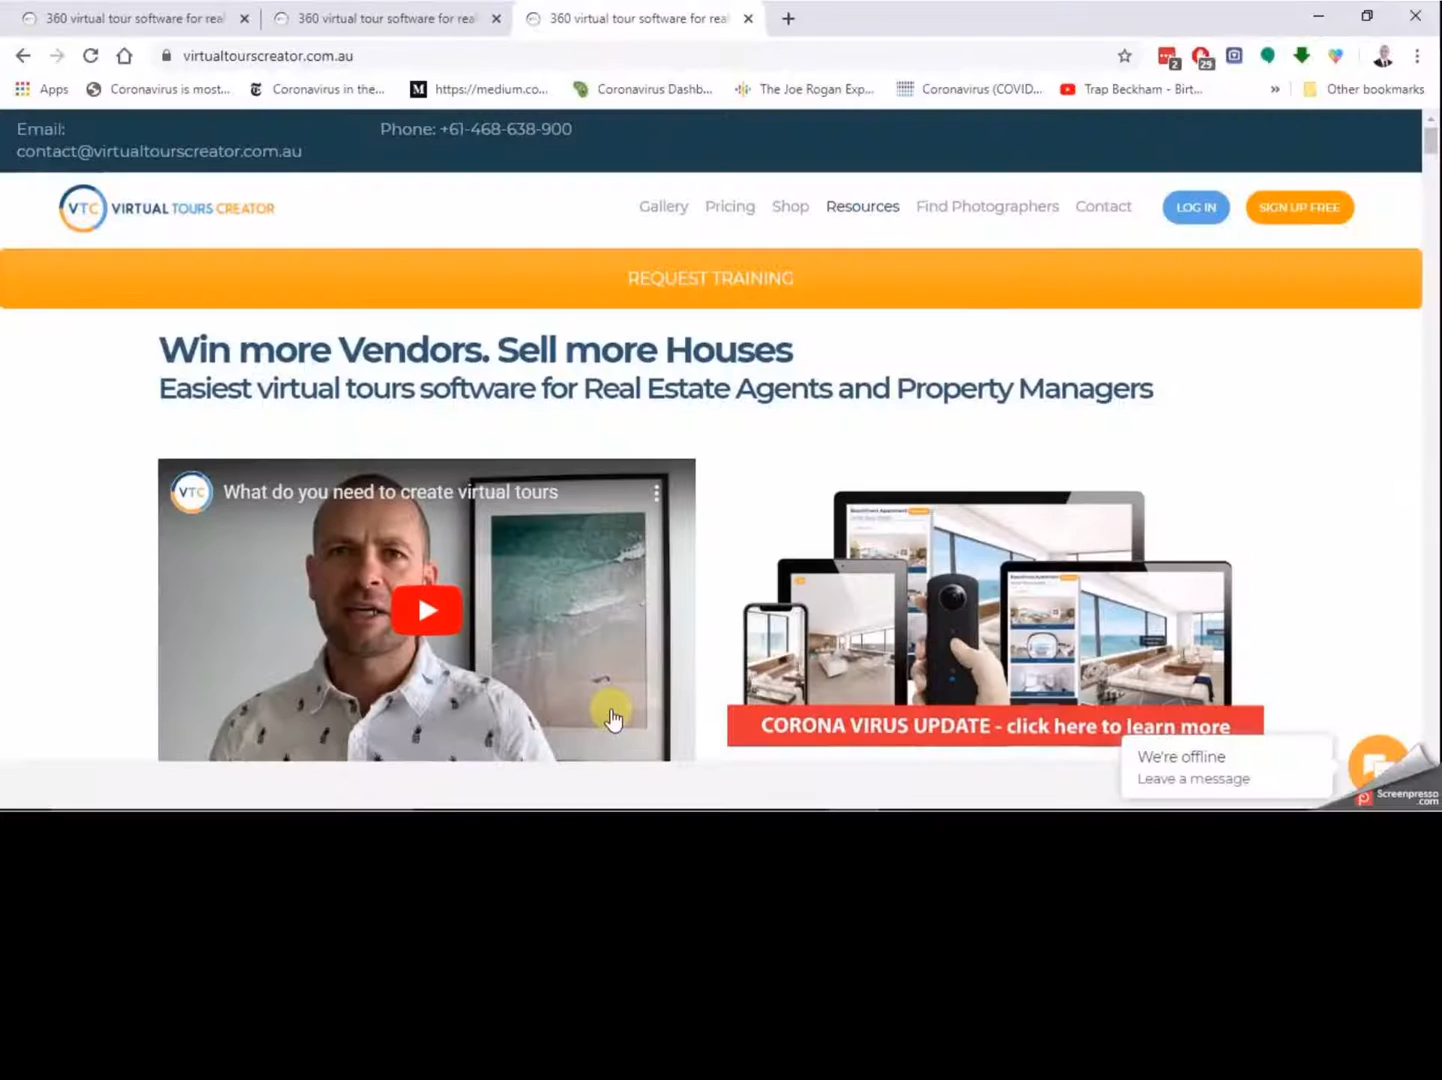 360 virtual tour software for real
360 virtual tour software for rea
360 virtual tour software for rea
virtualtourscreator.com.au
2
29
Apps
Coronavirus is most...
Coronavirus in the...
https://medium.co...
Coronavirus Dashb...
The Joe Rogan Exp...
Coronavirus (COVID...
Trap Beckham - Birt...
»
Other bookmarks
Email:
contact@virtualtourscreator.com.au
Phone: +61-468-638-900
VTC VIRTUAL TOURS CREATOR
Gallery
Pricing
Shop
Resources
Find Photographers
Contact
LOG IN
SIGN UP FREE
REQUEST TRAINING
Win more Vendors. Sell more Houses
Easiest virtual tours software for Real Estate Agents and Property Managers
VTC
What do you need to create virtual tours
CORONA VIRUS UPDATE - click here to learn more
We're offline
Leave a message
Screenpresso
.com